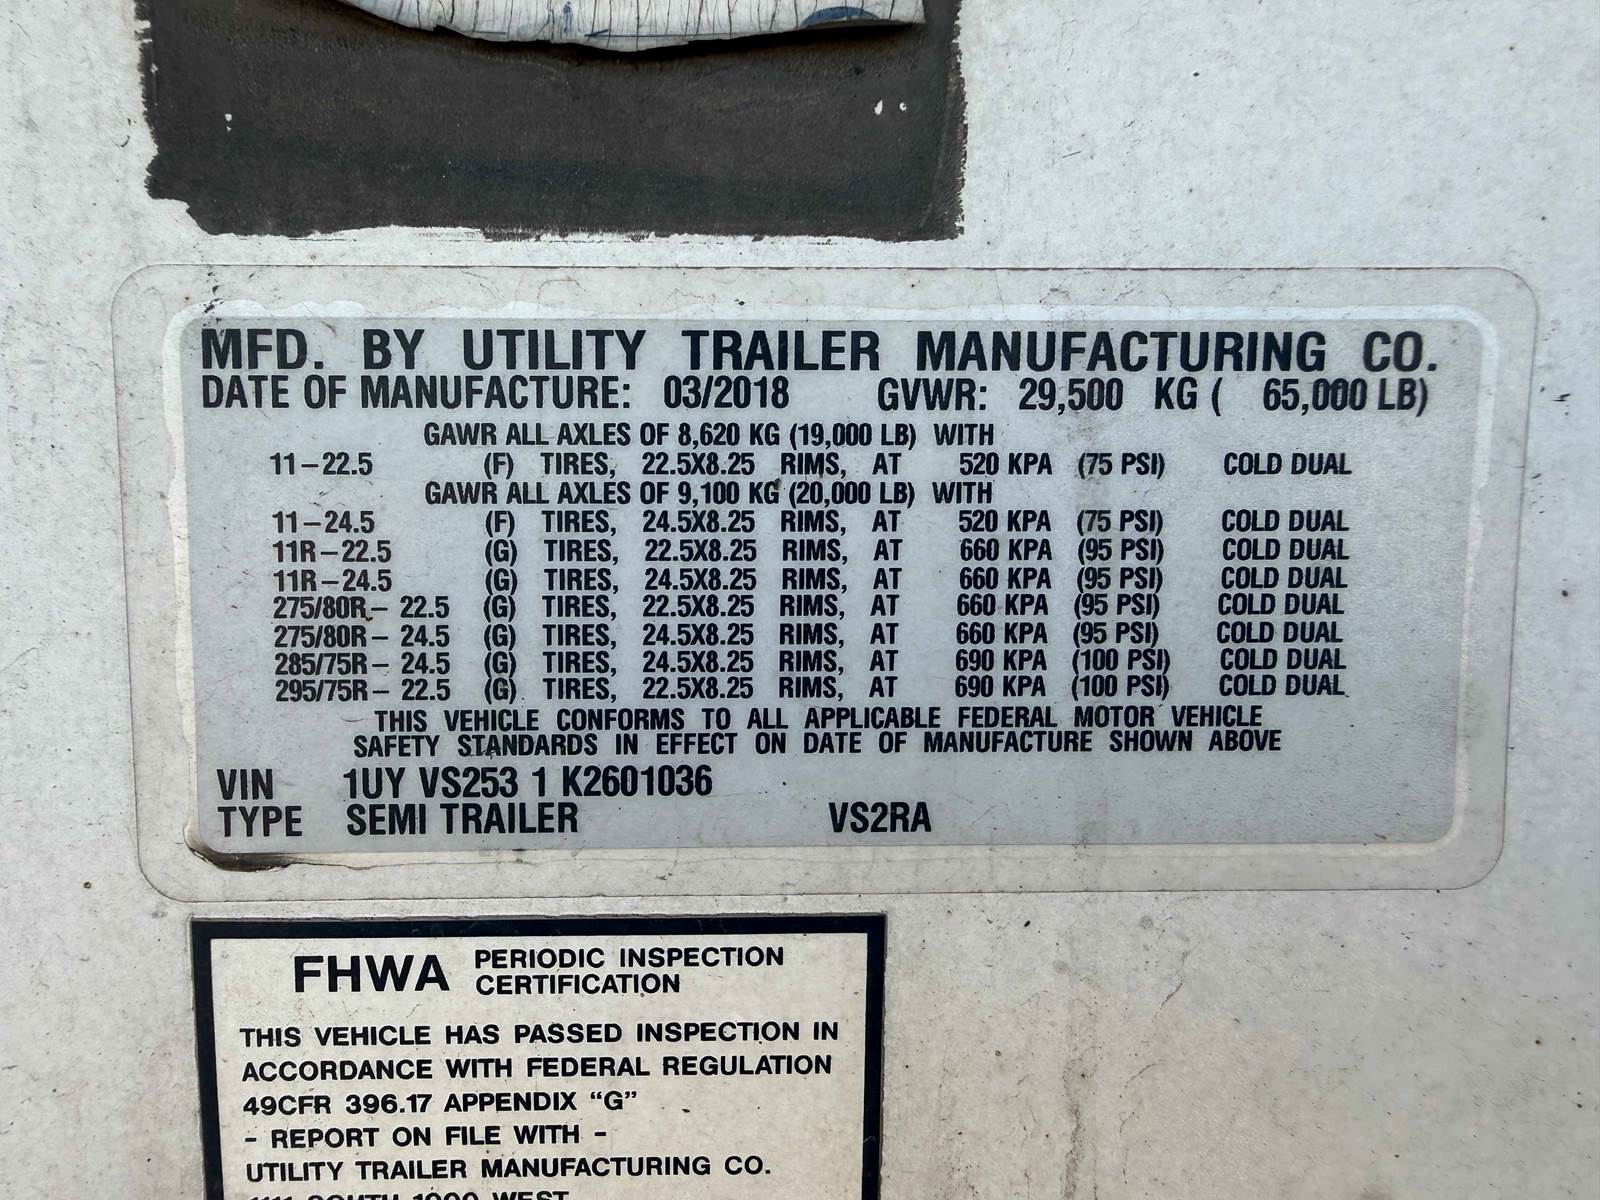 MFD. BY UTILITY TRAILER MANUFACTURING CO.
DATE OF MANUFACTURE: 03/2018 GVWR: 29,500 KG ( 65,000 LB)
GAWR ALL AXLES OF 8,620 KG (19,000 LB) WITH
11-22.5 (F) TIRES, 22.5X8.25 RIMS, AT 520 KPA (75 PSI) COLD DUAL
GAWR ALL AXLES OF 9,100 KG (20,000 LB) WITH
11-24.5 (F) TIRES, 24.5X8.25 RIMS, AT 520 KPA (75 PSI) COLD DUAL
11R-22.5 (G) TIRES, 22.5X8.25 RIMS, AT 660 KPA (95 PSI) COLD DUAL
11R-24.5 (G) TIRES, 24.5X8.25 RIMS, AT 660 KPA (95 PSI) COLD DUAL
275/80R- 22.5 (G) TIRES, 22.5X8.25 RIMS, AT 660 KPA (95 PSI) COLD DUAL
275/80R- 24.5 (G) TIRES, 24.5X8.25 RIMS, AT 660 KPA (95 PSI) COLD DUAL
285/75R- 24.5 (G) TIRES, 24.5X8.25 RIMS, AT 690 KPA (100 PSI) COLD DUAL
295/75R- 22.5 (G) TIRES, 22.5X8.25 RIMS, AT 690 KPA (100 PSI) COLD DUAL
THIS VEHICLE CONFORMS TO ALL APPLICABLE FEDERAL MOTOR VEHICLE
SAFETY STANDARDS IN EFFECT ON DATE OF MANUFACTURE SHOWN ABOVE
VIN 1UY VS253 1 K2601036
TYPE SEMI TRAILER VS2RA
FHWA PERIODIC INSPECTION
CERTIFICATION
THIS VEHICLE HAS PASSED INSPECTION IN
ACCORDANCE WITH FEDERAL REGULATION
49CFR 396.17 APPENDIX "G"
- REPORT ON FILE WITH -
UTILITY TRAILER MANUFACTURING CO.
1111 SOUTH 1000 WEST